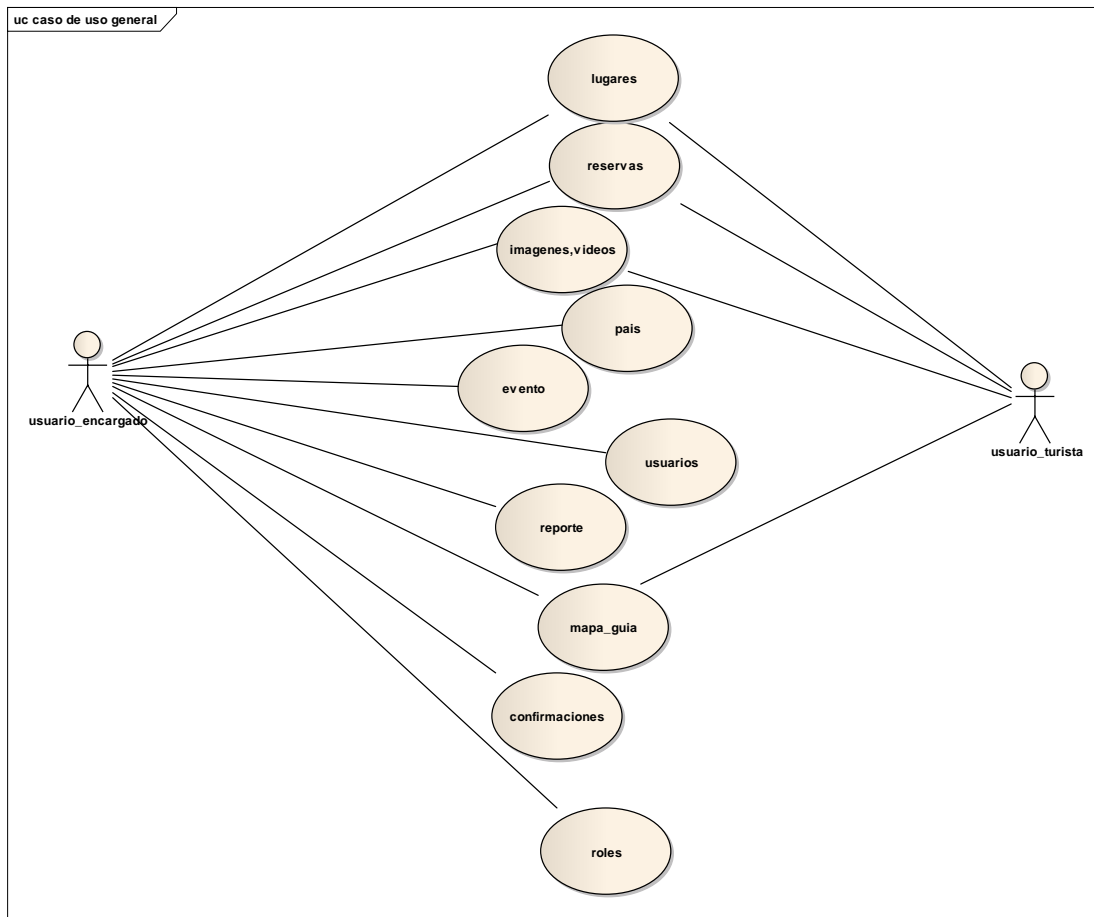 uc caso de uso general
lugares
reservas
imagenes,videos
pais
usuario_encargado
evento
usuario_turista
usuarios
reporte
mapa_guia
confirmaciones
roles